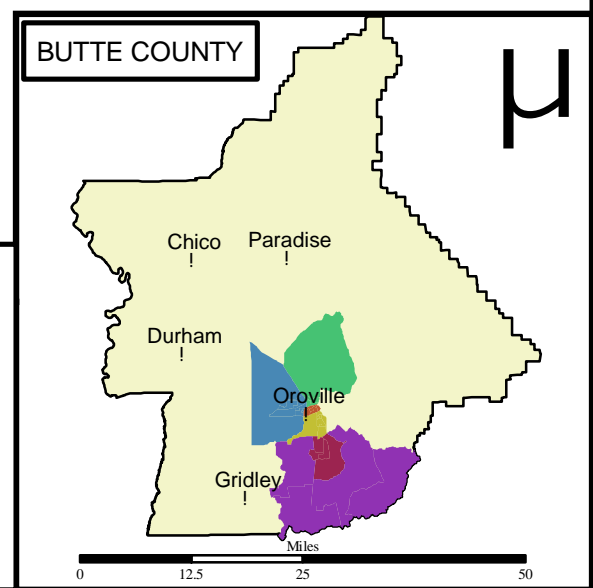 BUTTE COUNTY
µ
Chico Paradise
! !
Durham
!
Oroville
!
Gridley
!
Miles
0 12.5 25 50